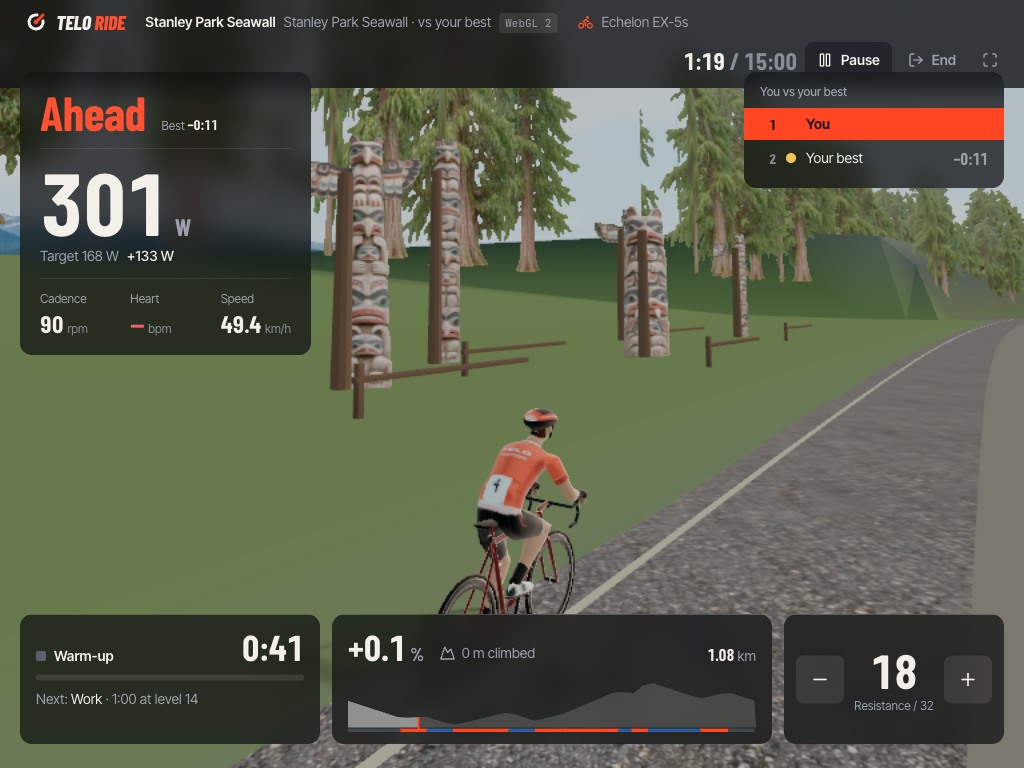 TELO RIDE Stanley Park Seawall Stanley Park Seawall · vs your best WebGL 2 Echelon EX-5s
1:19 / 15:00 Pause End
Ahead Best −0:11
301 W
Target 168 W +133 W
Cadence Heart Speed
90 rpm – bpm 49.4 km/h
You vs your best
1 You
2 Your best −0:11
Warm-up 0:41
Next: Work · 1:00 at level 14
+0.1 % 0 m climbed 1.08 km
− 18 +
Resistance / 32